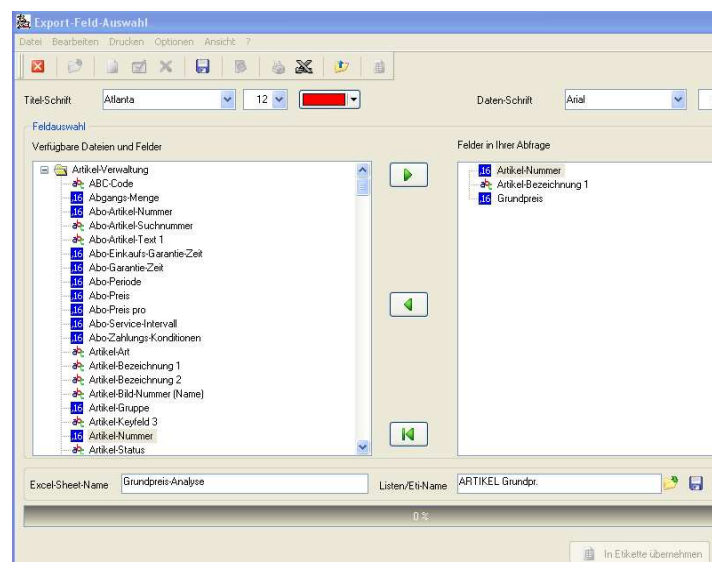 Export-Feld-Auswahl
Datei Bearbeiten Drucken Optionen Ansicht ?
Titel-Schrift Atlanta 12 Daten-Schrift Arial
Feldauswahl
Verfügbare Dateien und Felder Felder in Ihrer Abfrage
Artikel-Verwaltung
ABC-Code
Abgangs-Menge
Abo-Artikel-Nummer
Abo-Artikel-Suchnummer
Abo-Artikel-Text 1
Abo-Einkaufs-Garantie-Zeit
Abo-Garantie-Zeit
Abo-Periode
Abo-Preis
Abo-Preis pro
Abo-Service-Intervall
Abo-Zahlungs-Konditionen
Artikel-Art
Artikel-Bezeichnung 1
Artikel-Bezeichnung 2
Artikel-Bild-Nummer (Name)
Artikel-Gruppe
Artikel-Keyfeld 3
Artikel-Nummer
Artikel-Status
Artikel-Nummer
Artikel-Bezeichnung 1
Grundpreis
Excel-Sheet-Name Grundpreis-Analyse Listen/Eti-Name ARTIKEL Grundpr.
0 %
In Etikette übernehmen